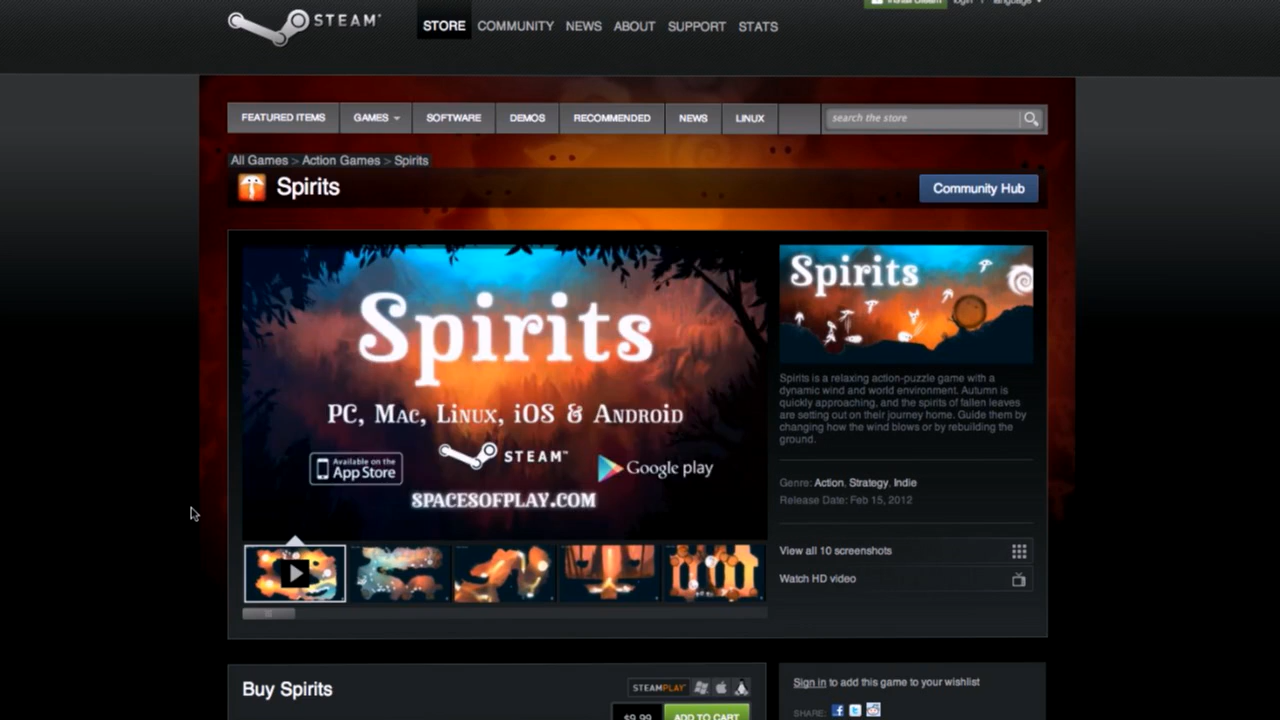 Install Steam login | language
STEAM
STORE COMMUNITY NEWS ABOUT SUPPORT STATS
FEATURED ITEMS GAMES SOFTWARE DEMOS RECOMMENDED NEWS LINUX search the store
All Games > Action Games > Spirits
Spirits
Community Hub
Spirits
PC, Mac, Linux, iOS & Android
Available on the
App Store
STEAM
Google play
SPACESOFPLAY.COM
Spirits
Spirits is a relaxing action-puzzle game with a
dynamic wind and world environment. Autumn is
quickly approaching, and the spirits of fallen leaves
are setting out on their journey home. Guide them by
changing how the wind blows or by rebuilding the
ground.
Genre: Action, Strategy, Indie
Release Date: Feb 15, 2012
View all 10 screenshots
Watch HD video
Buy Spirits
STEAMPLAY
$9.99 ADD TO CART
Sign in to add this game to your wishlist
SHARE: